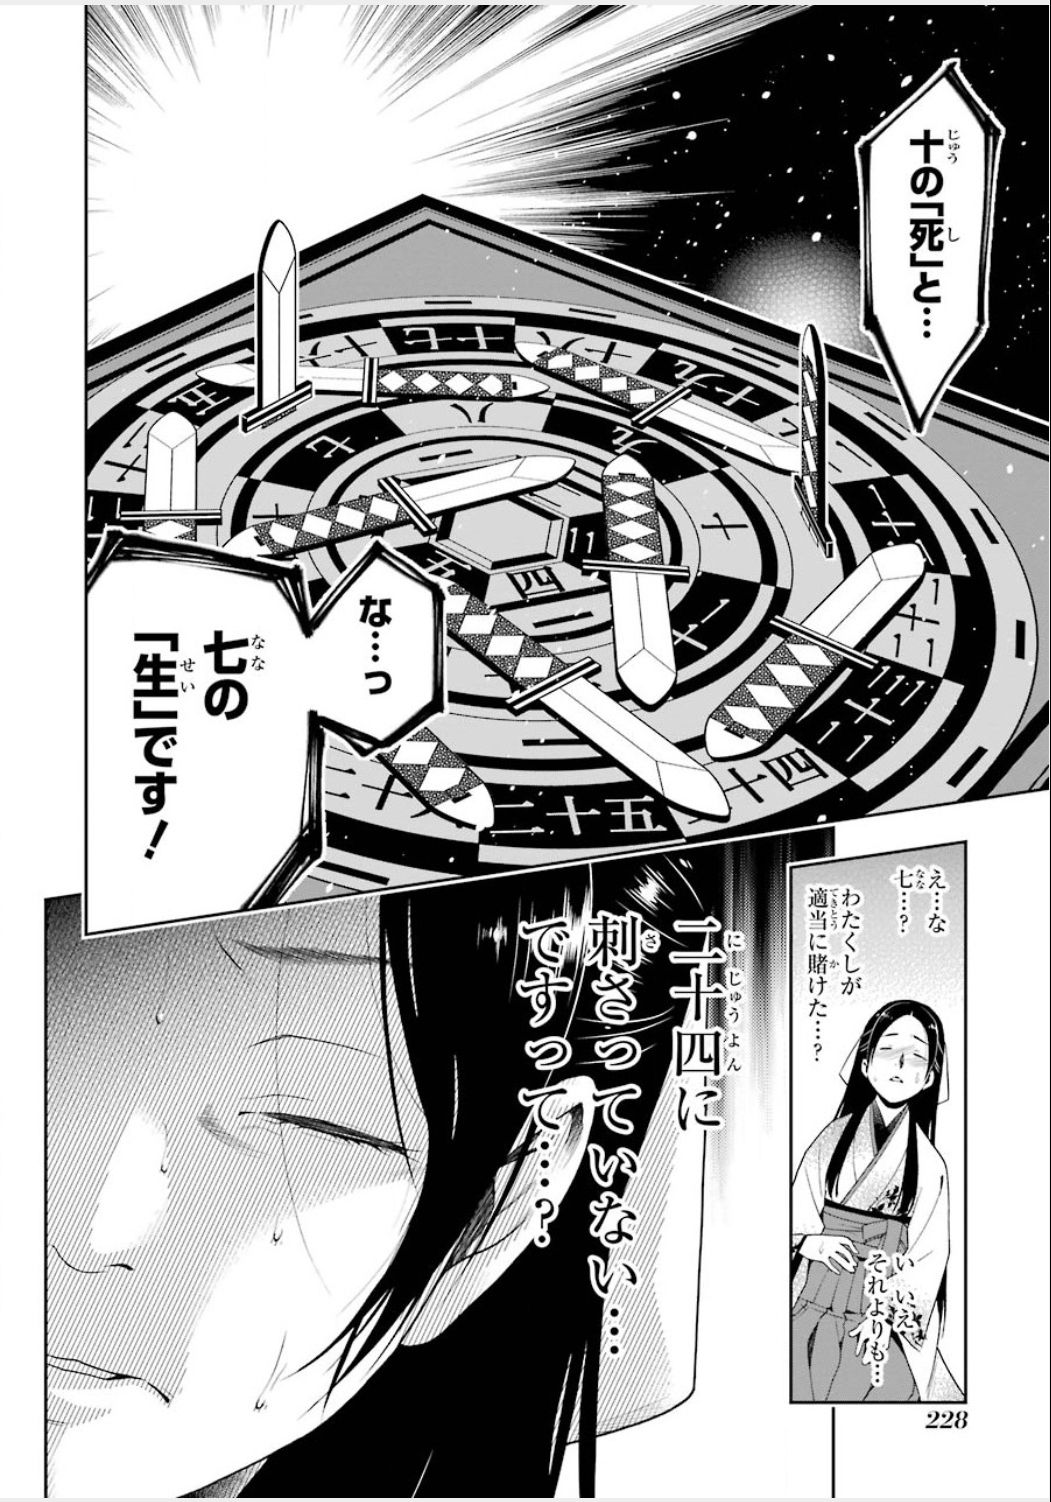 十の「死」と…
な…っ
七の
「生」です！
え…な
七…？
わたくしが
適当に賭けた…？
いいえ
それよりも…
二十四に
刺さっていない…
ですって…？
228